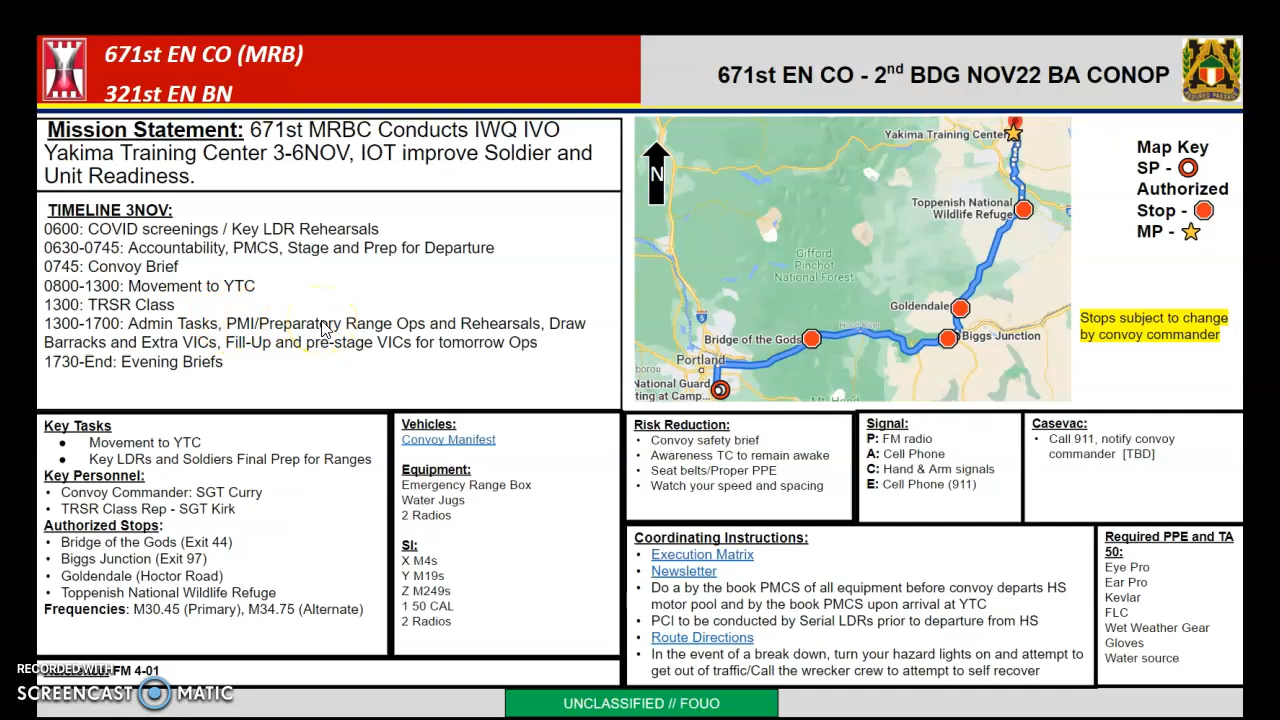 671st EN CO (MRB)
321st EN BN
671st EN CO - 2nd BDG NOV22 BA CONOP
Mission Statement: 671st MRBC Conducts IWQ IVO
Yakima Training Center 3-6NOV, IOT improve Soldier and
Unit Readiness.
TIMELINE 3NOV:
0600: COVID screenings / Key LDR Rehearsals
0630-0745: Accountability, PMCS, Stage and Prep for Departure
0745: Convoy Brief
0800-1300: Movement to YTC
1300: TRSR Class
1300-1700: Admin Tasks, PMI/Preparatory Range Ops and Rehearsals, Draw
Barracks and Extra VICs, Fill-Up and pre-stage VICs for tomorrow Ops
1730-End: Evening Briefs
N
Yakima Training Center
Toppenish National
Wildlife Refuge
Gifford
Pinchot
National Forest
Goldendale
5
Bridge of the Gods
Hood River
Biggs Junction
Portland
boro
National Guard
ting at Camp...
Mt. Hood
Map Key
SP -
Authorized
Stop -
MP -
Stops subject to change
by convoy commander
Key Tasks
● Movement to YTC
● Key LDRs and Soldiers Final Prep for Ranges
Key Personnel:
• Convoy Commander: SGT Curry
• TRSR Class Rep - SGT Kirk
Authorized Stops:
• Bridge of the Gods (Exit 44)
• Biggs Junction (Exit 97)
• Goldendale (Hoctor Road)
• Toppenish National Wildlife Refuge
Frequencies: M30.45 (Primary), M34.75 (Alternate)
Vehicles:
Convoy Manifest
Equipment:
Emergency Range Box
Water Jugs
2 Radios
SI:
X M4s
Y M19s
Z M249s
1 50 CAL
2 Radios
Risk Reduction:
• Convoy safety brief
• Awareness TC to remain awake
• Seat belts/Proper PPE
• Watch your speed and spacing
Signal:
P: FM radio
A: Cell Phone
C: Hand & Arm signals
E: Cell Phone (911)
Casevac:
• Call 911, notify convoy
commander [TBD]
Coordinating Instructions:
• Execution Matrix
• Newsletter
• Do a by the book PMCS of all equipment before convoy departs HS
motor pool and by the book PMCS upon arrival at YTC
• PCI to be conducted by Serial LDRs prior to departure from HS
• Route Directions
• In the event of a break down, turn your hazard lights on and attempt to
get out of traffic/Call the wrecker crew to attempt to self recover
Required PPE and TA
50:
Eye Pro
Ear Pro
Kevlar
FLC
Wet Weather Gear
Gloves
Water source
FM 4-01
RECORDED WITH
SCREENCAST MATIC
UNCLASSIFIED // FOUO